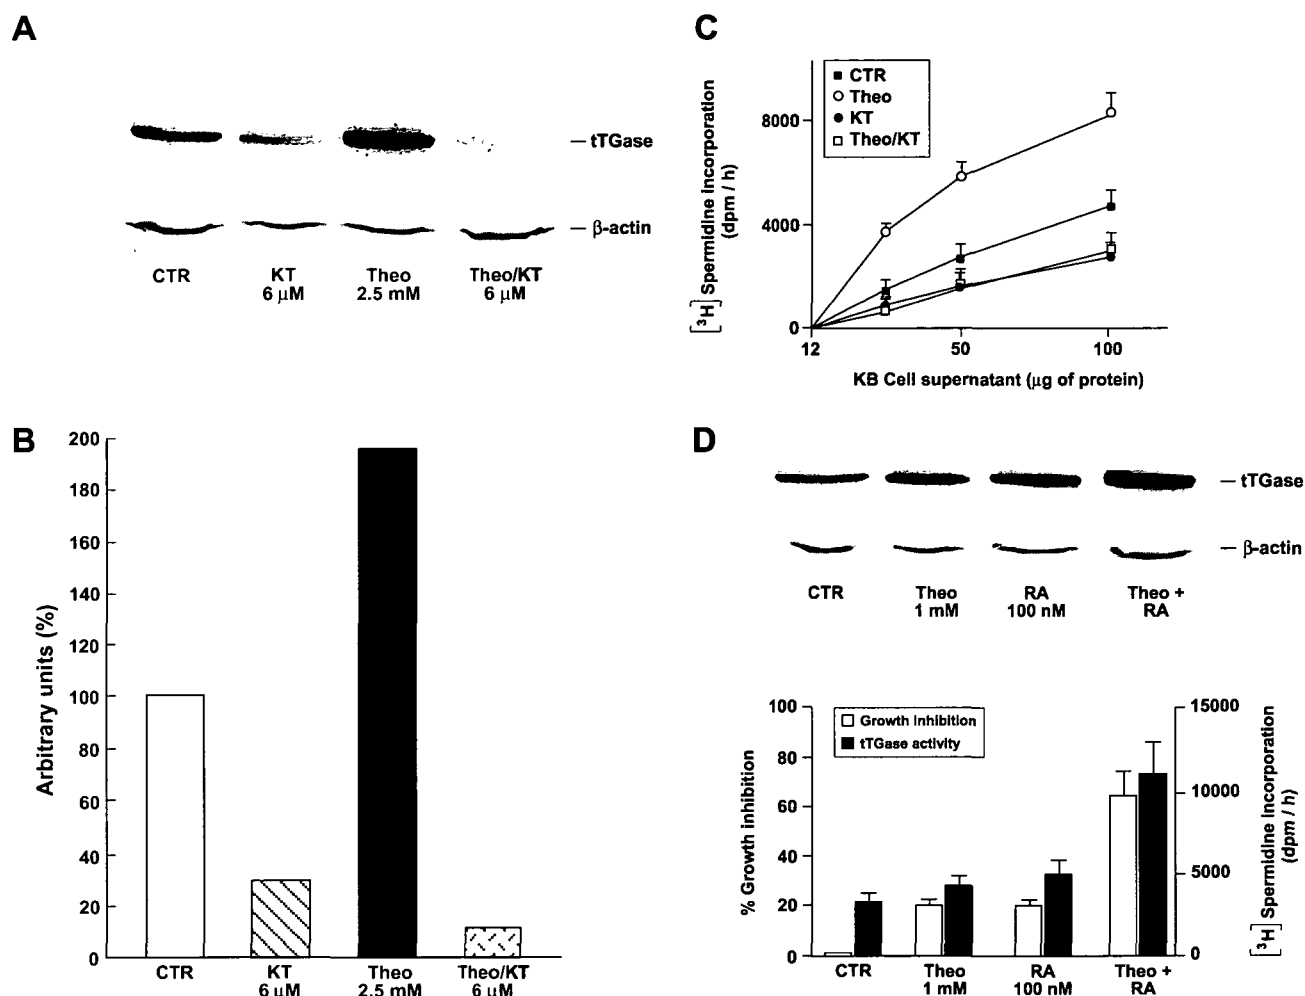 A
tTGase
β-actin
CTR
KT
6 μM
Theo
2.5 mM
Theo/KT
6 μM
B
200
180
160
140
120
100
80
60
40
20
0
Arbitrary units (%)
CTR
KT
6 μM
Theo
2.5 mM
Theo/KT
6 μM
C
CTR
Theo
KT
Theo/KT
8000
4000
0
[³H] Spermidine incorporation
(dpm / h)
12
50
100
KB Cell supernatant (μg of protein)
D
tTGase
β-actin
CTR
Theo
1 mM
RA
100 nM
Theo +
RA
Growth inhibition
tTGase activity
100
80
60
40
20
0
% Growth inhibition
15000
10000
5000
0
[³H] Spermidine incorporation
(dpm / h)
CTR
Theo
1 mM
RA
100 nM
Theo +
RA